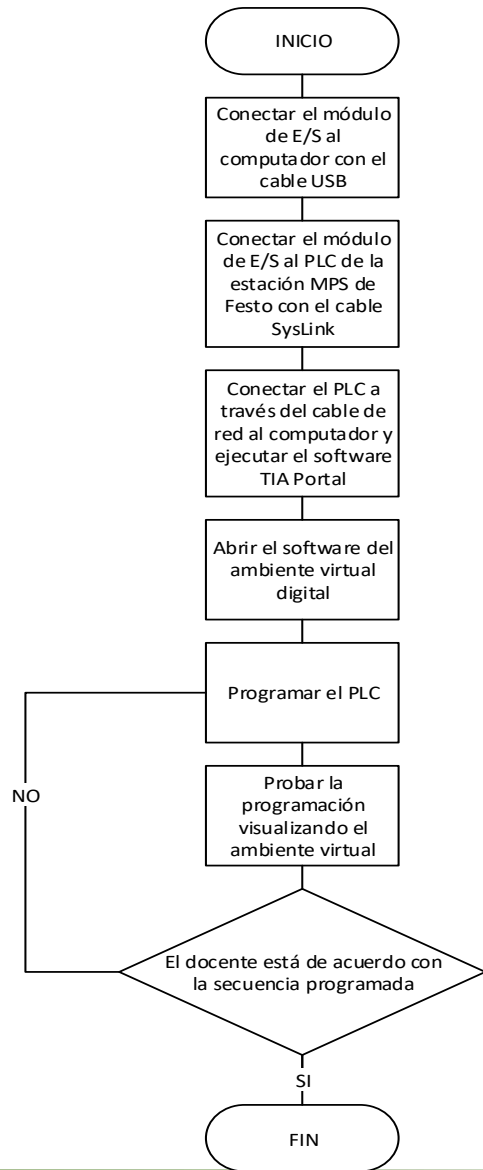 INICIO
Conectar el módulo
de E/S al
computador con el
cable USB
Conectar el módulo
de E/S al PLC de la
estación MPS de
Festo con el cable
SysLink
Conectar el PLC a
través del cable de
red al computador y
ejecutar el software
TIA Portal
Abrir el software del
ambiente virtual
digital
Programar el PLC
NO
Probar la
programación
visualizando el
ambiente virtual
El docente está de acuerdo con
la secuencia programada
SI
FIN